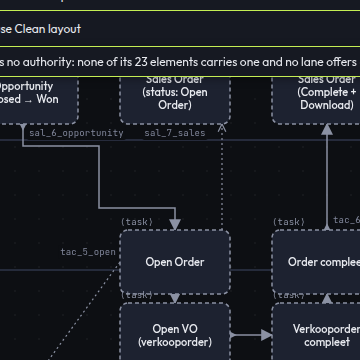 se Clean layout
s no authority: none of its 23 elements carries one and no lane offers
pportunity
osed → Won
Sales Order
(status: Open
Order)
Sales Order
(Complete +
Download)
sal_6_opportunity
sal_7_sales
(task)
(task)
tac_6
tac_5_open
Open Order
Order complee
(task)
(task)
Open VO
(verkooporder)
Verkooporder
compleet